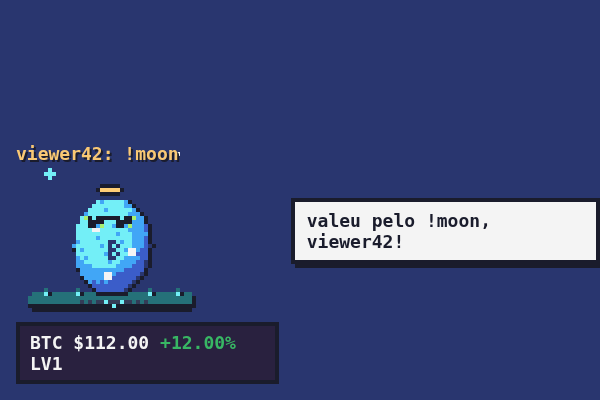 viewer42: !moon
valeu pelo !moon,
viewer42!
BTC $112.00 +12.00%
LV1